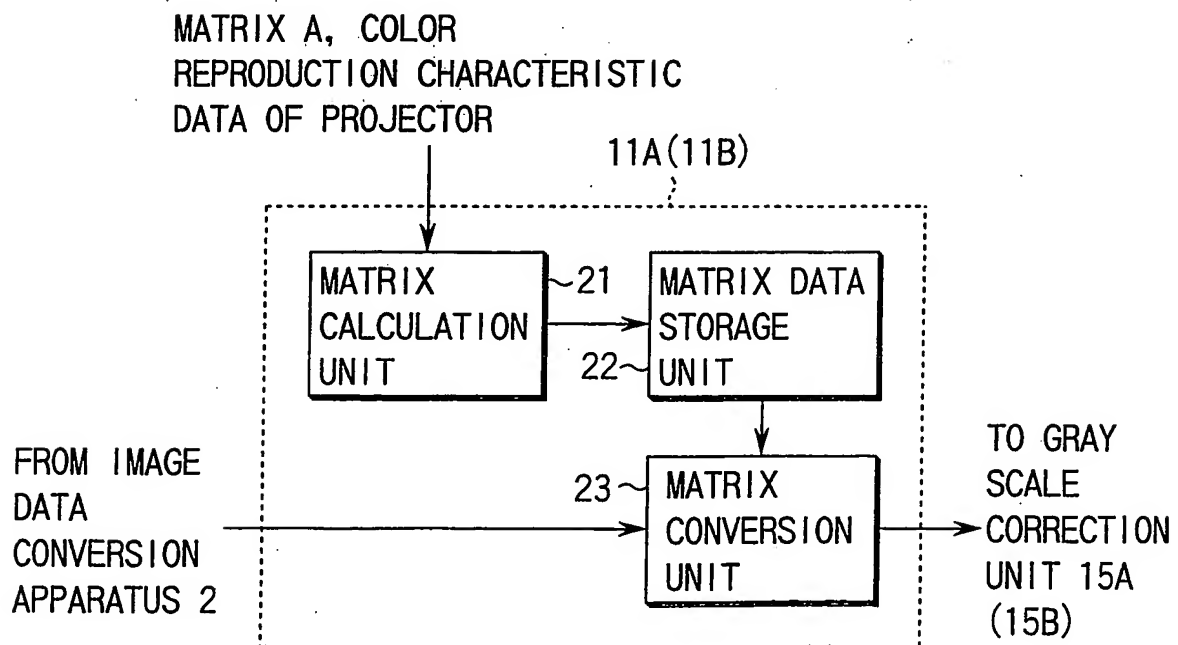 MATRIX A, COLOR
REPRODUCTION CHARACTERISTIC
DATA OF PROJECTOR
11A(11B)
MATRIX
CALCULATION
UNIT
21
MATRIX DATA
STORAGE
UNIT
22
FROM IMAGE
DATA
CONVERSION
APPARATUS 2
23
MATRIX
CONVERSION
UNIT
TO GRAY
SCALE
CORRECTION
UNIT 15A
(15B)